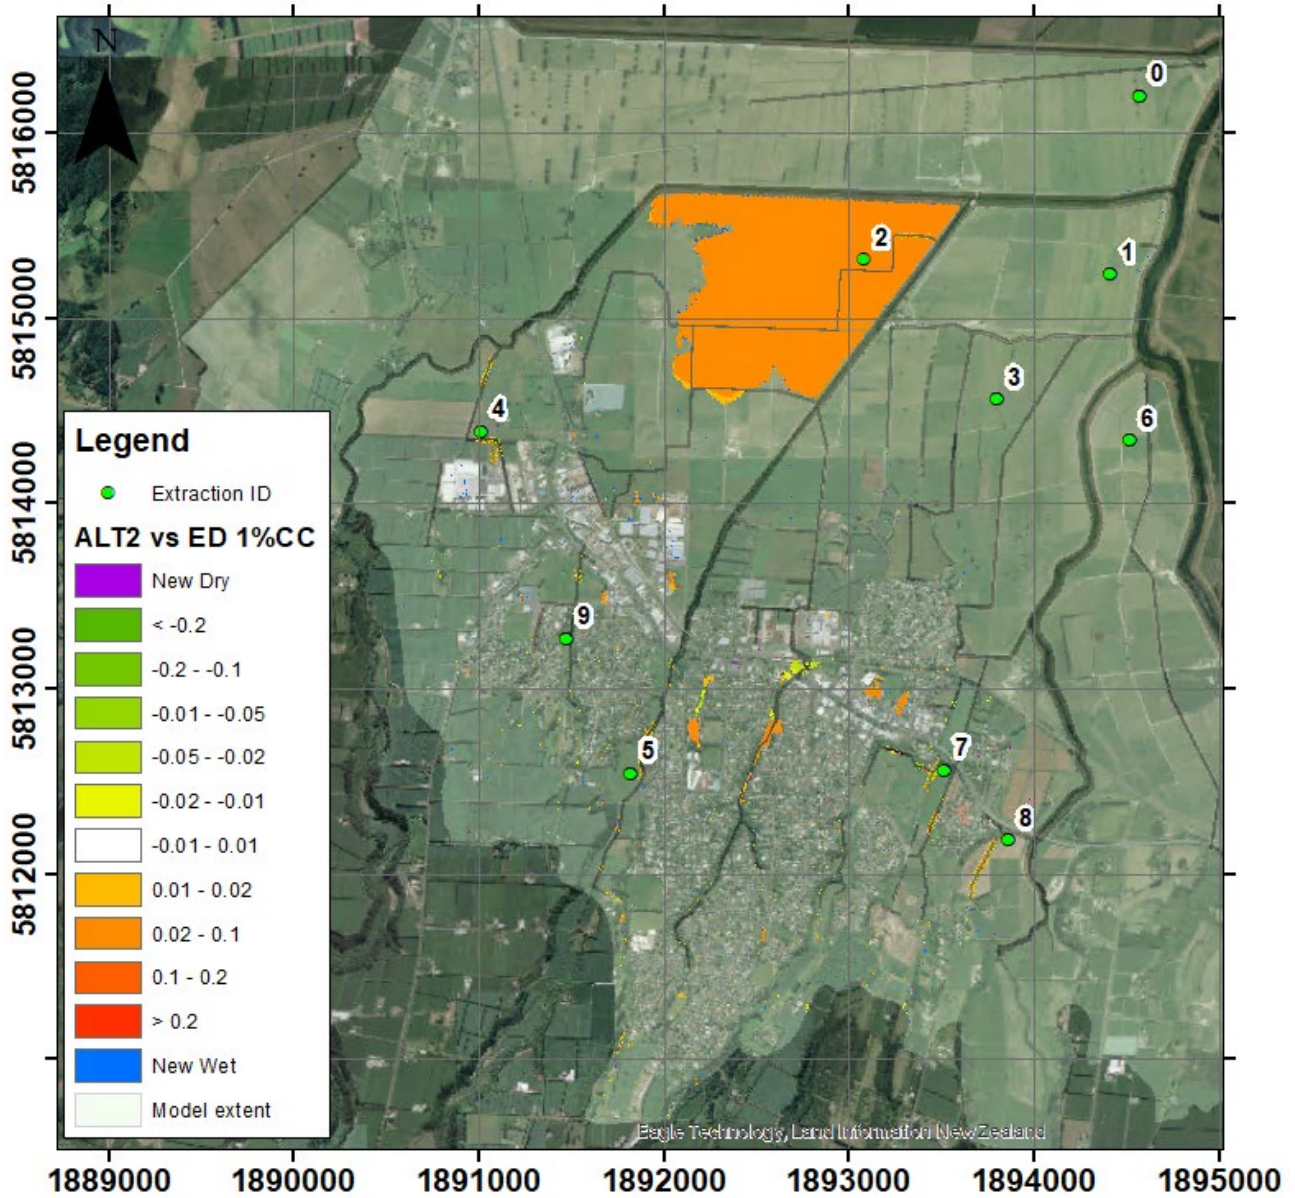 N
0
5816000
2
1
5815000
3
4
6
Legend
Extraction ID
5814000
ALT2 vs ED 1%CC
New Dry
< -0.2
9
-0.2 - -0.1
5813000
-0.01 - -0.05
-0.05 - -0.02
5
7
-0.02 - -0.01
8
-0.01 - 0.01
5812000
0.01 - 0.02
0.02 - 0.1
0.1 - 0.2
> 0.2
New Wet
Model extent
Eagle Technology, Land Information New Zealand
1889000 1890000 1891000 1892000 1893000 1894000 1895000